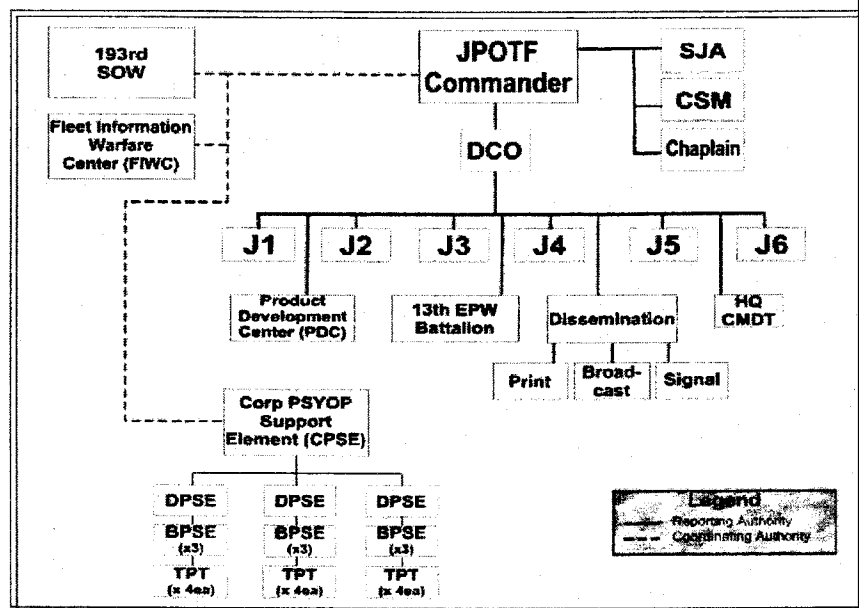 193rd
SOW
JPOTF
Commander
SJA
CSM
Chaplain
Fleet Information
Warfare
Center (FIWC)
DCO
J1
J2
J3
J4
J5
J6
Product
Development
Center (PDC)
13th EPW
Battalion
Dissemination
HQ
CMDT
Print
Broad-
cast
Signal
Corp PSYOP
Support
Element (CPSE)
DPSE
DPSE
DPSE
BPSE
(x3)
BPSE
(x3)
BPSE
(x3)
TPT
(x 4ea)
TPT
(x 4ea)
TPT
(x 4ea)
Legend
Reporting Authority
Coordinating Authority